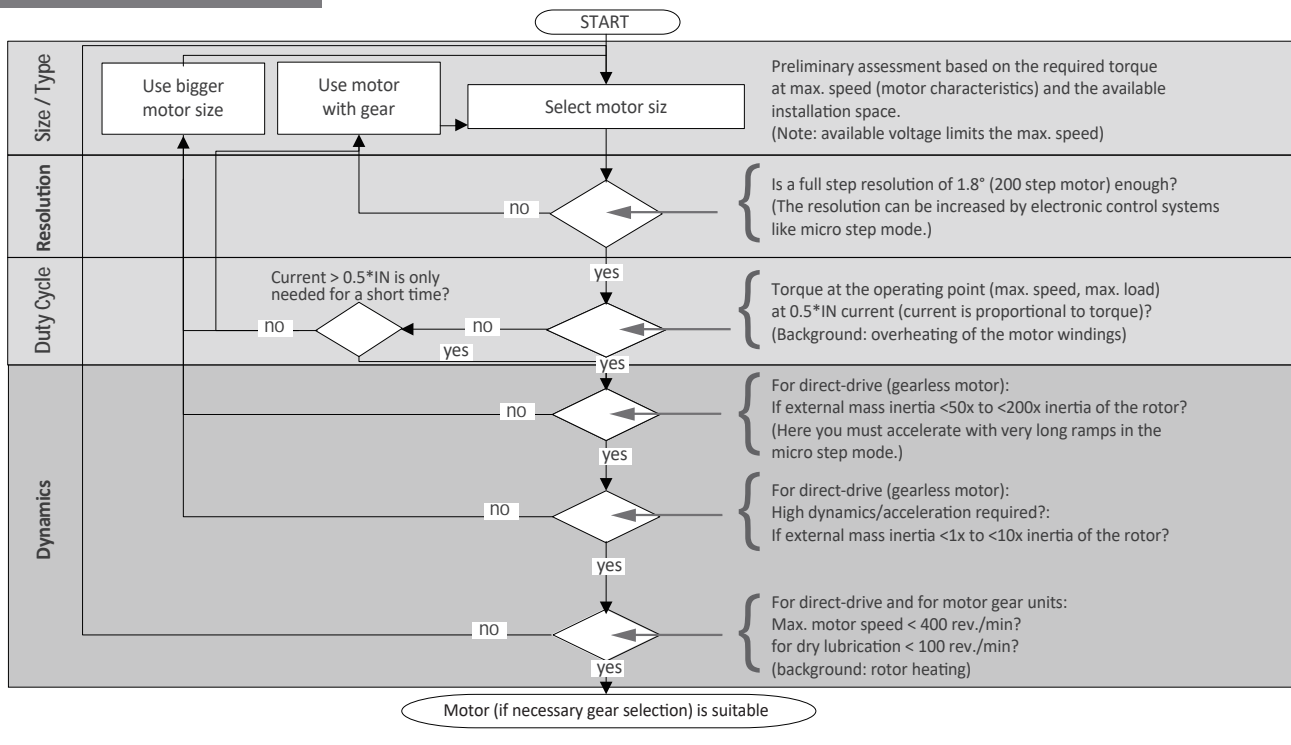 START
Size / Type
Use bigger
motor size
Use motor
with gear
Select motor siz
Preliminary assessment based on the required torque
at max. speed (motor characteristics) and the available
installation space.
(Note: available voltage limits the max. speed)
Resolution
no
Is a full step resolution of 1.8° (200 step motor) enough?
(The resolution can be increased by electronic control systems
like micro step mode.)
yes
Duty Cycle
Current > 0.5*IN is only
needed for a short time?
no
no
yes
Torque at the operating point (max. speed, max. load)
at 0.5*IN current (current is proportional to torque)?
(Background: overheating of the motor windings)
yes
Dynamics
no
For direct-drive (gearless motor):
If external mass inertia <50x to <200x inertia of the rotor?
(Here you must accelerate with very long ramps in the
micro step mode.)
yes
no
For direct-drive (gearless motor):
High dynamics/acceleration required?:
If external mass inertia <1x to <10x inertia of the rotor?
yes
no
For direct-drive and for motor gear units:
Max. motor speed < 400 rev./min?
for dry lubrication < 100 rev./min?
(background: rotor heating)
yes
Motor (if necessary gear selection) is suitable